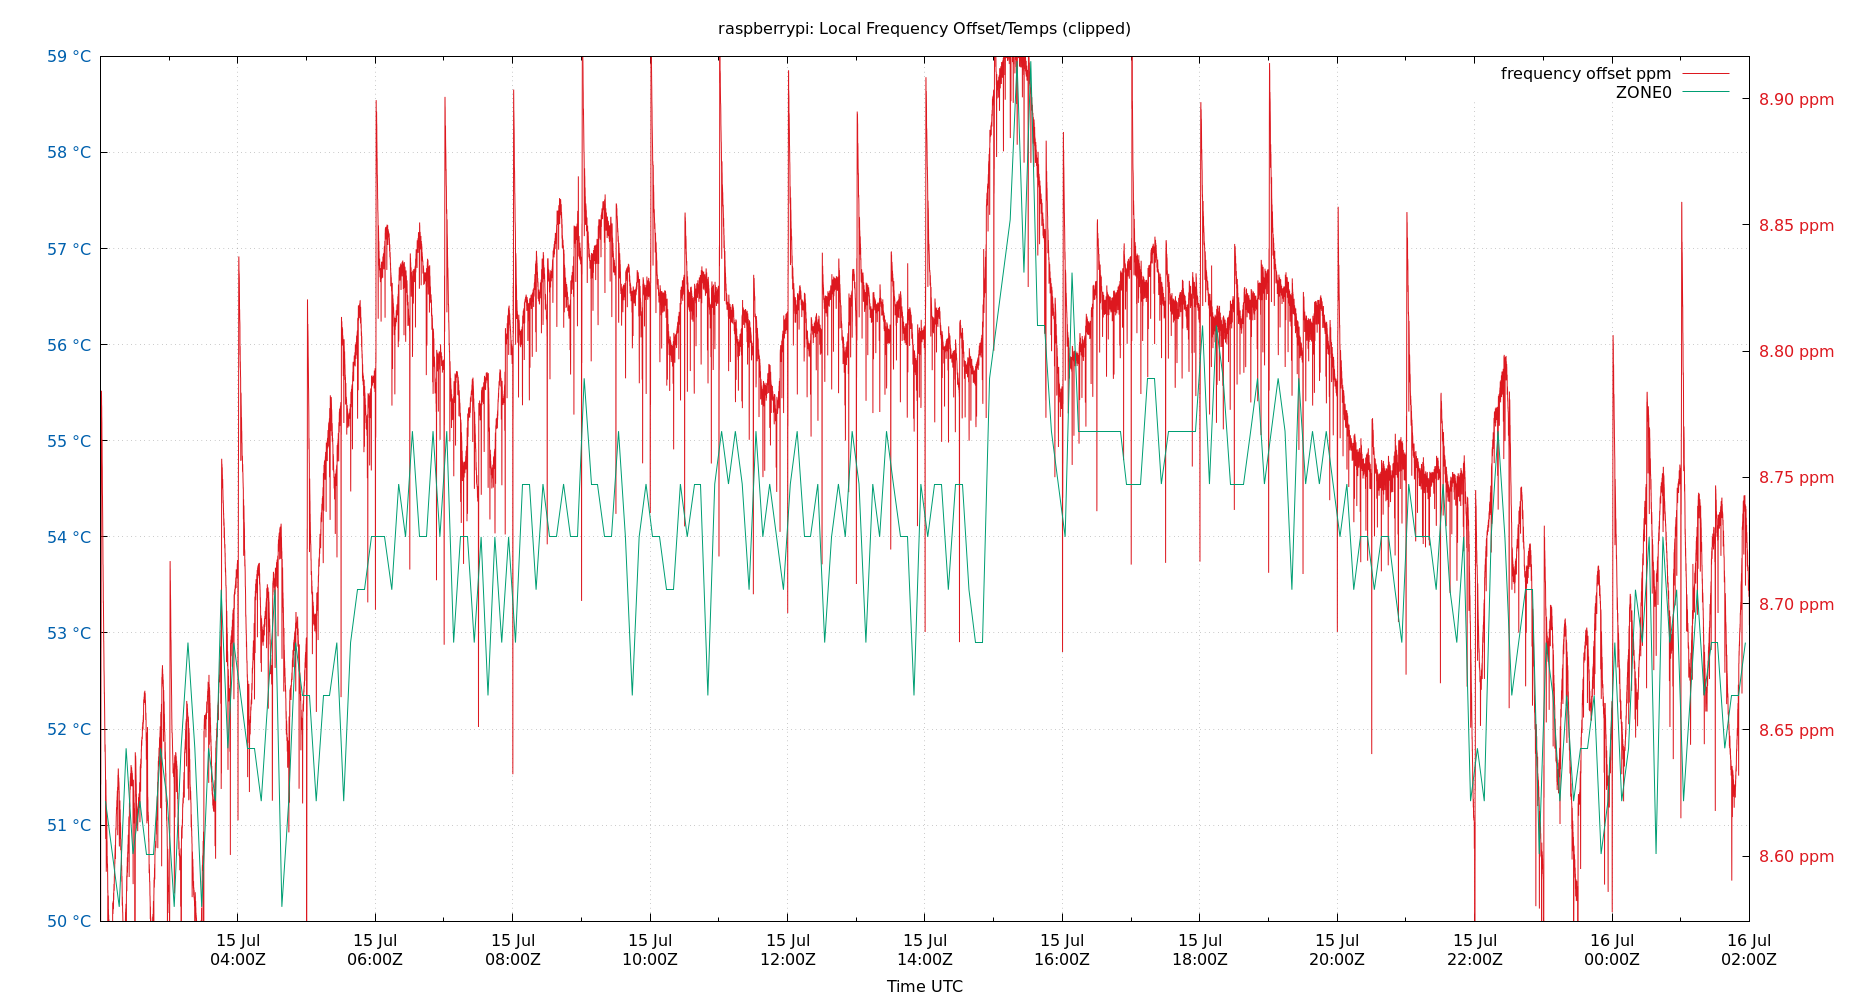 raspberrypi: Local Frequency Offset/Temps (clipped)
frequency offset ppm
ZONE0
59 °C
58 °C
57 °C
56 °C
55 °C
54 °C
53 °C
52 °C
51 °C
50 °C
8.90 ppm
8.85 ppm
8.80 ppm
8.75 ppm
8.70 ppm
8.65 ppm
8.60 ppm
15 Jul
04:00Z
15 Jul
06:00Z
15 Jul
08:00Z
15 Jul
10:00Z
15 Jul
12:00Z
15 Jul
14:00Z
15 Jul
16:00Z
15 Jul
18:00Z
15 Jul
20:00Z
15 Jul
22:00Z
16 Jul
00:00Z
16 Jul
02:00Z
Time UTC